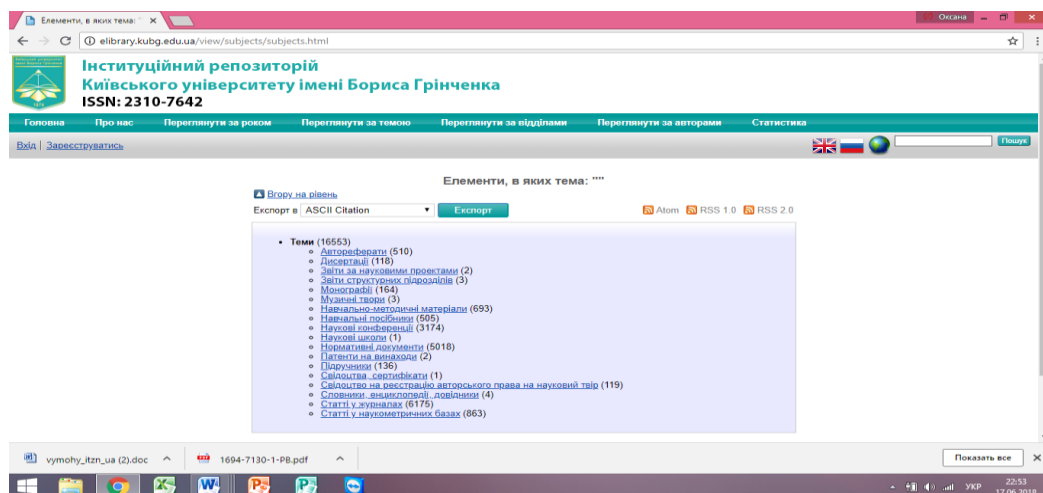 Елементи, в яких тема: "
Оксана
elibrary.kubg.edu.ua/view/subjects/subjects.html
Інституційний репозиторій
Київського університету імені Бориса Грінченка
ISSN: 2310-7642
Головна Про нас Переглянути за роком Переглянути за темою Переглянути за відділами Переглянути за авторами Статистика
Вхід | Зареєструватись Пошук
Елементи, в яких тема: ""
Вгору на рівень
Експорт в ASCII Citation Експорт Atom RSS 1.0 RSS 2.0
Теми (16553)
Автореферати (510)
Дисертації (118)
Звіти за науковими проектами (2)
Звіти структурних підрозділів (3)
Монографії (164)
Музичні твори (3)
Навчально-методичні матеріали (693)
Навчальні посібники (505)
Наукові конференції (3174)
Наукові школи (1)
Нормативні документи (5018)
Патенти на винаходи (2)
Підручники (136)
Свідоцтва, сертифікати (1)
Свідоцтво на реєстрацію авторського права на науковий твір (119)
Словники, енциклопедії, довідники (4)
Статті у журналах (6175)
Статті у наукометричних базах (863)
vymohy_itzn_ua (2).doc 1694-7130-1-PB.pdf Показать все
УКР 22:53
17.06.2018